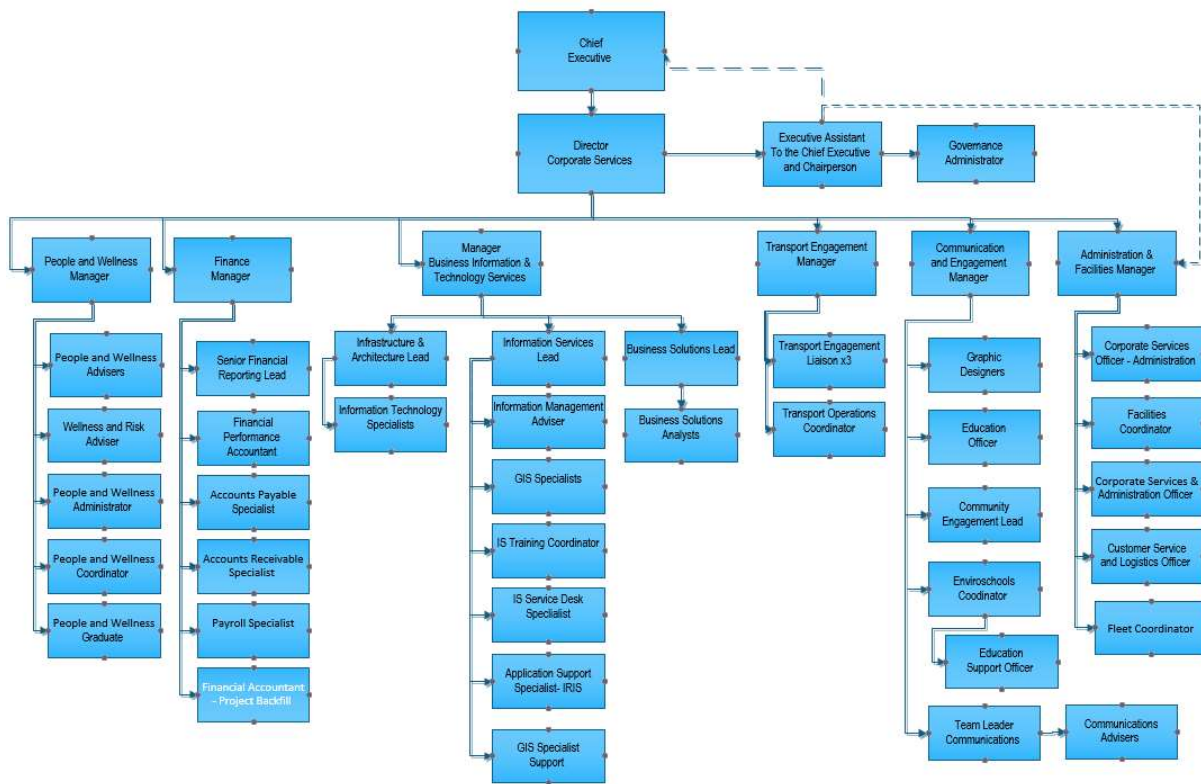 Chief
Executive
Director
Corporate Services
Executive Assistant
To the Chief Executive
and Chairperson
Governance
Administrator
People and Wellness
Manager
Finance
Manager
Manager
Business Information &
Technology Services
Transport Engagement
Manager
Communication
and Engagement
Manager
Administration &
Facilities Manager
People and Wellness
Advisers
Wellness and Risk
Adviser
People and Wellness
Administrator
People and Wellness
Coordinator
People and Wellness
Graduate
Senior Financial
Reporting Lead
Financial
Performance
Accountant
Accounts Payable
Specialist
Accounts Receivable
Specialist
Payroll Specialist
Financial Accountant
- Project Backfill
Infrastructure &
Architecture Lead
Information Technology
Specialists
Information Services
Lead
Information Management
Adviser
GIS Specialists
IS Training Coordinator
IS Service Desk
Specialist
Application Support
Specialist- IRIS
GIS Specialist
Support
Business Solutions Lead
Business Solutions
Analysts
Transport Engagement
Liaison x3
Transport Operations
Coordinator
Graphic
Designers
Education
Officer
Community
Engagement Lead
Enviroschools
Coodinator
Education
Support Officer
Team Leader
Communications
Communications
Advisers
Corporate Services
Officer - Administration
Facilities
Coordinator
Corporate Services &
Administration Officer
Customer Service
and Logistics Officer
Fleet Coordinator